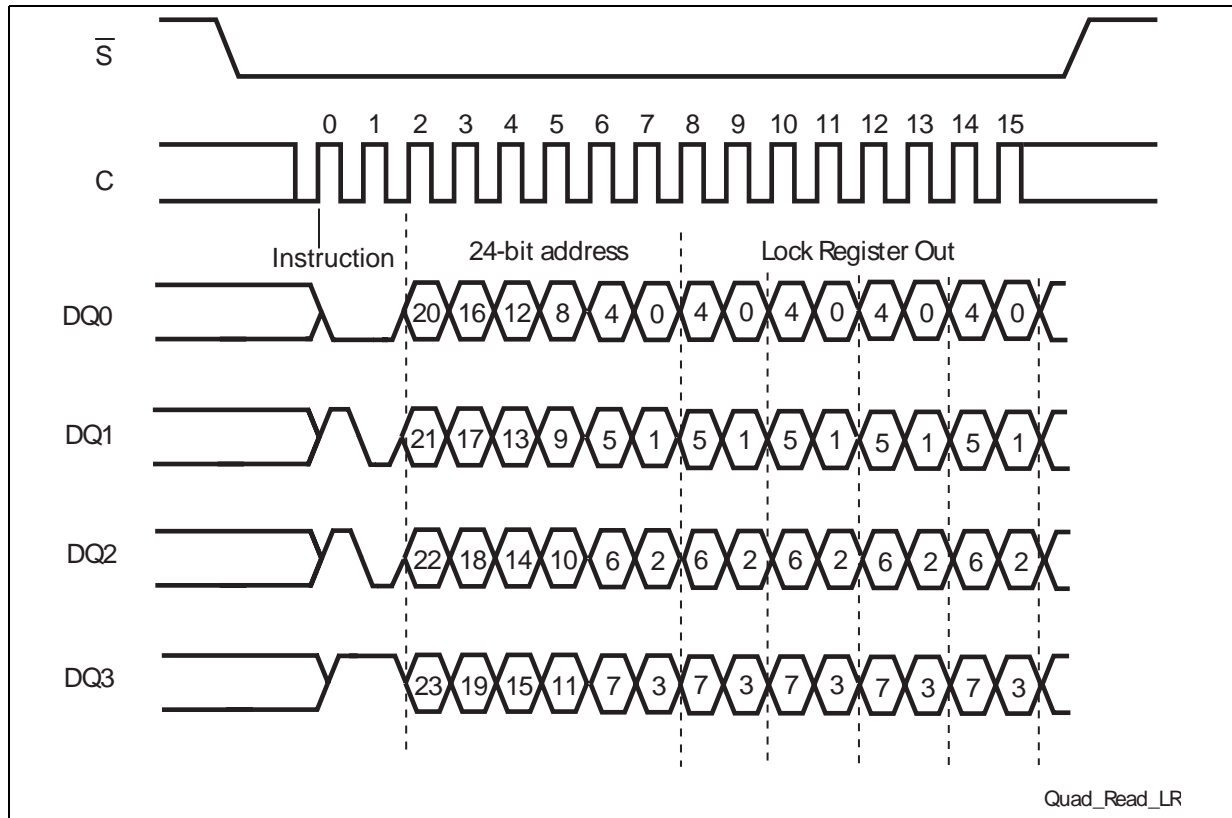 S
0 1 2 3 4 5 6 7 8 9 10 11 12 13 14 15
C
Instruction 24-bit address Lock Register Out
DQ0 20 16 12 8 4 0 4 0 4 0 4 0 4 0
DQ1 21 17 13 9 5 1 5 1 5 1 5 1 5 1
DQ2 22 18 14 10 6 2 6 2 6 2 6 2 6 2
DQ3 23 19 15 11 7 3 7 3 7 3 7 3 7 3
Quad_Read_LR